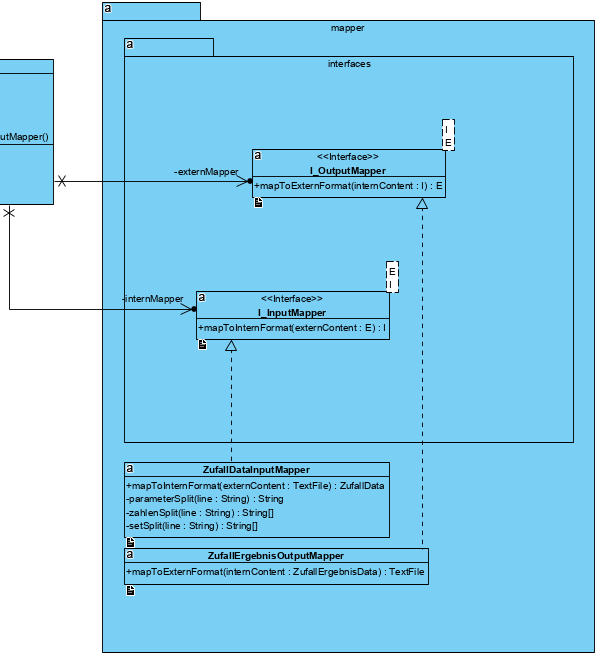 a
mapper
a
interfaces
I
E
utMapper()
a
<<Interface>>
I_OutputMapper
-externMapper
+mapToExternFormat(internContent : I) : E
E
I
a
<<Interface>>
-internMapper
I_InputMapper
+mapToInternFormat(externContent : E) : I
a
ZufallDataInputMapper
+mapToInternFormat(externContent : TextFile) : ZufallData
-parameterSplit(line : String) : String
-zahlenSplit(line : String) : String[]
-setSplit(line : String) : String[]
a
ZufallErgebnisOutputMapper
+mapToExternFormat(internContent : ZufallErgebnisData) : TextFile